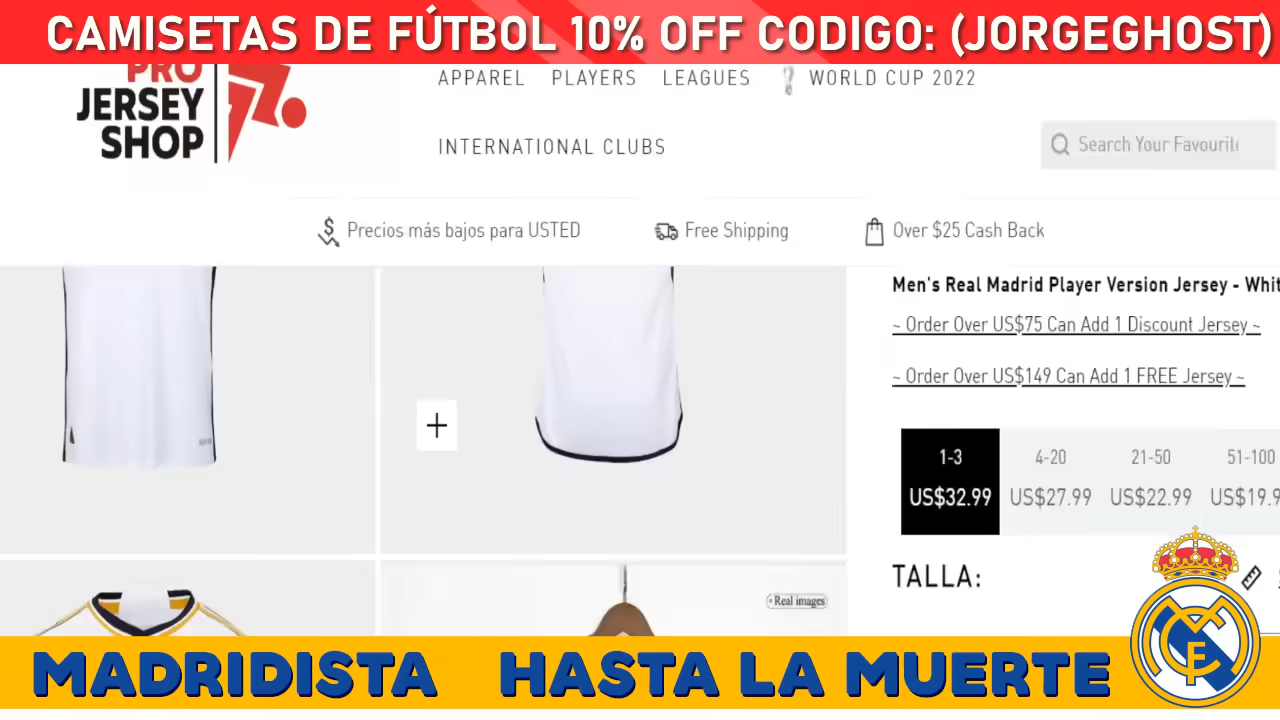 CAMISETAS DE FÚTBOL 10% OFF CODIGO: (JORGEGHOST)
PRO
JERSEY
SHOP
APPAREL PLAYERS LEAGUES WORLD CUP 2022
INTERNATIONAL CLUBS
Search Your Favourite
Precios más bajos para USTED
Free Shipping
Over $25 Cash Back
Men's Real Madrid Player Version Jersey - Whit
~ Order Over US$75 Can Add 1 Discount Jersey ~
~ Order Over US$149 Can Add 1 FREE Jersey ~
1-3 4-20 21-50 51-100
US$32.99 US$27.99 US$22.99 US$19.9
TALLA:
Real images
MADRIDISTA HASTA LA MUERTE